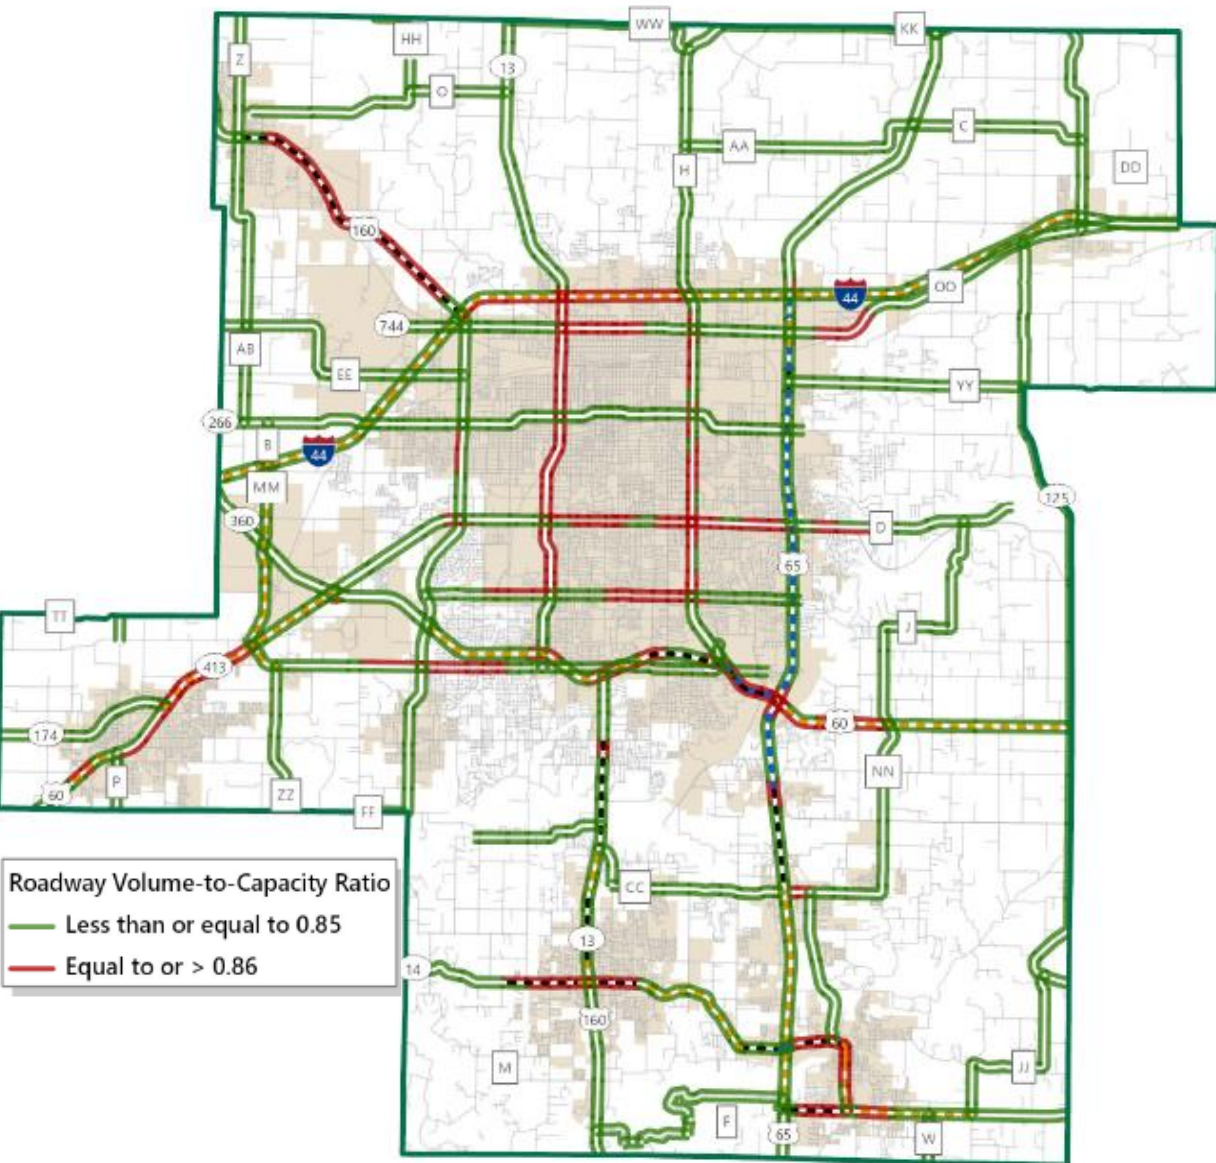 WW
KK
HH
Z
13
O
C
AA
DD
H
160
OO
44
744
AB
EE
YY
266
B
44
MM
125
360
D
65
TT
J
413
174
60
NN
P
60
ZZ
FF
Roadway Volume-to-Capacity Ratio
Less than or equal to 0.85
Equal to or > 0.86
CC
13
14
160
M
JJ
F
65
W